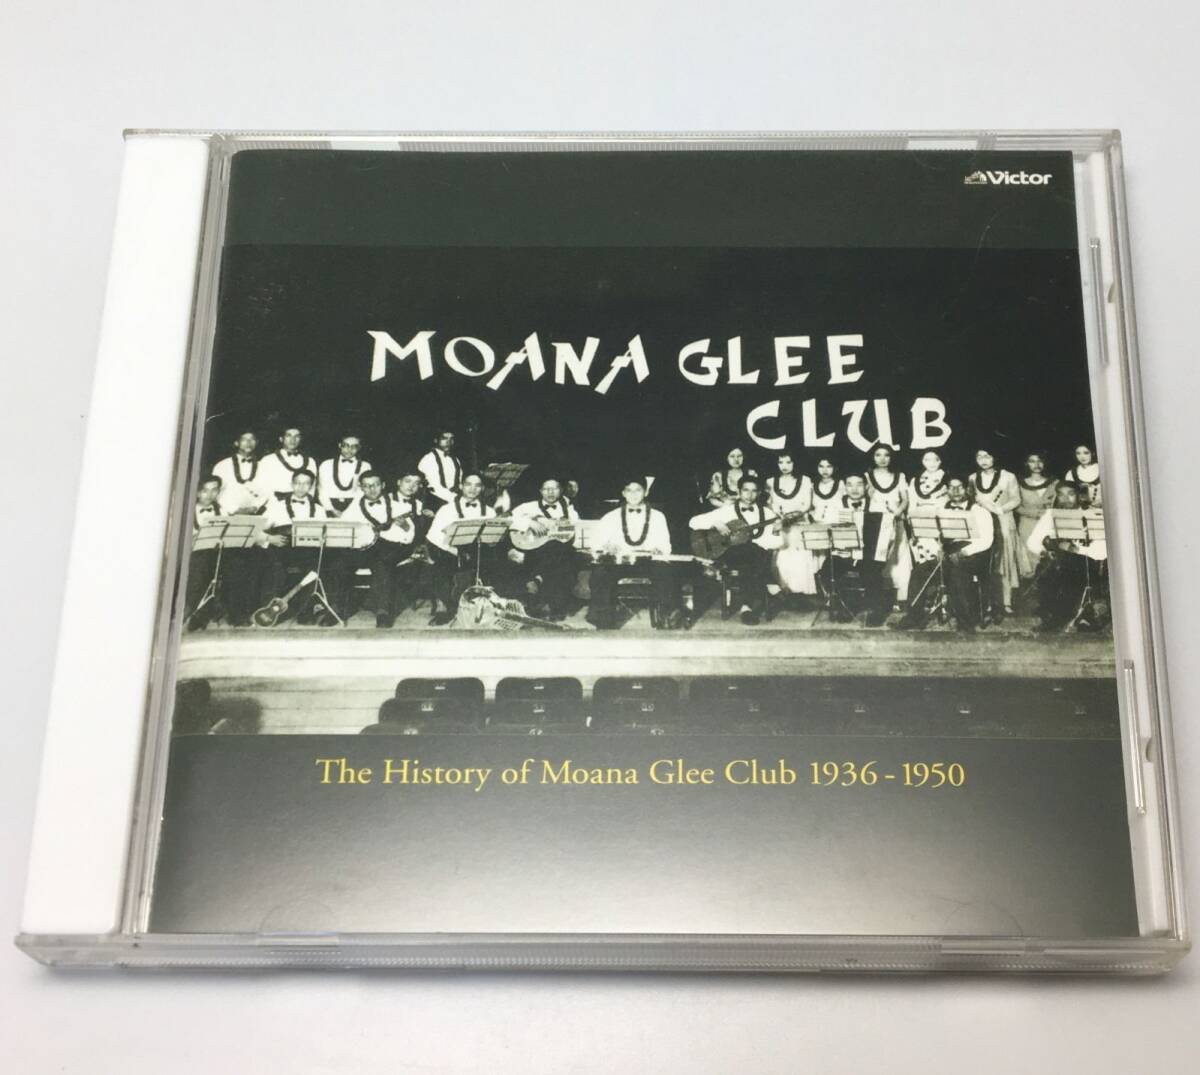 Victor
MOANA GLEE
CLUB
The History of Moana Glee Club 1936-1950